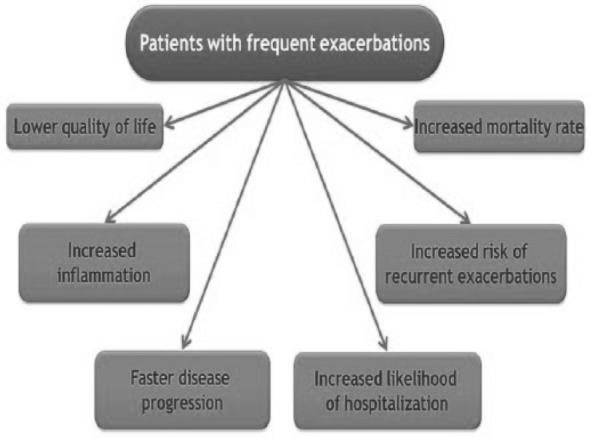 Patients with frequent exacerbations
Lower quality of life
Increased mortality rate
Increased
inflammation
Increased risk of
recurrent exacerbations
Faster disease
progression
Increased likelihood
of hospitalization